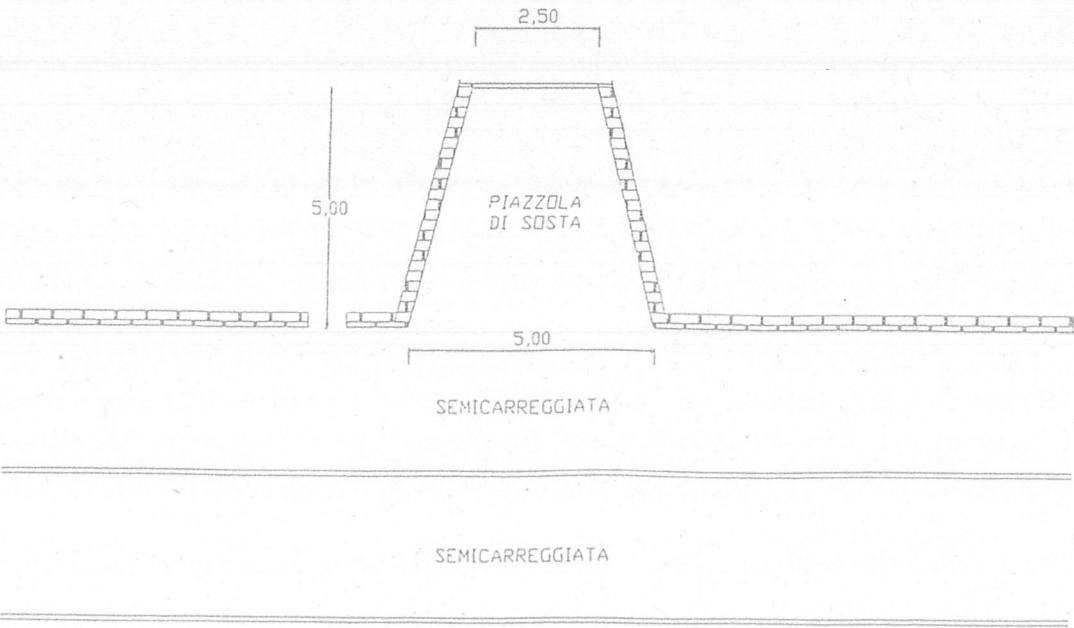 2,50
5,00
PIAZZOLA
DI SOSTA
5,00
SEMICARREGGIATA
SEMICARREGGIATA